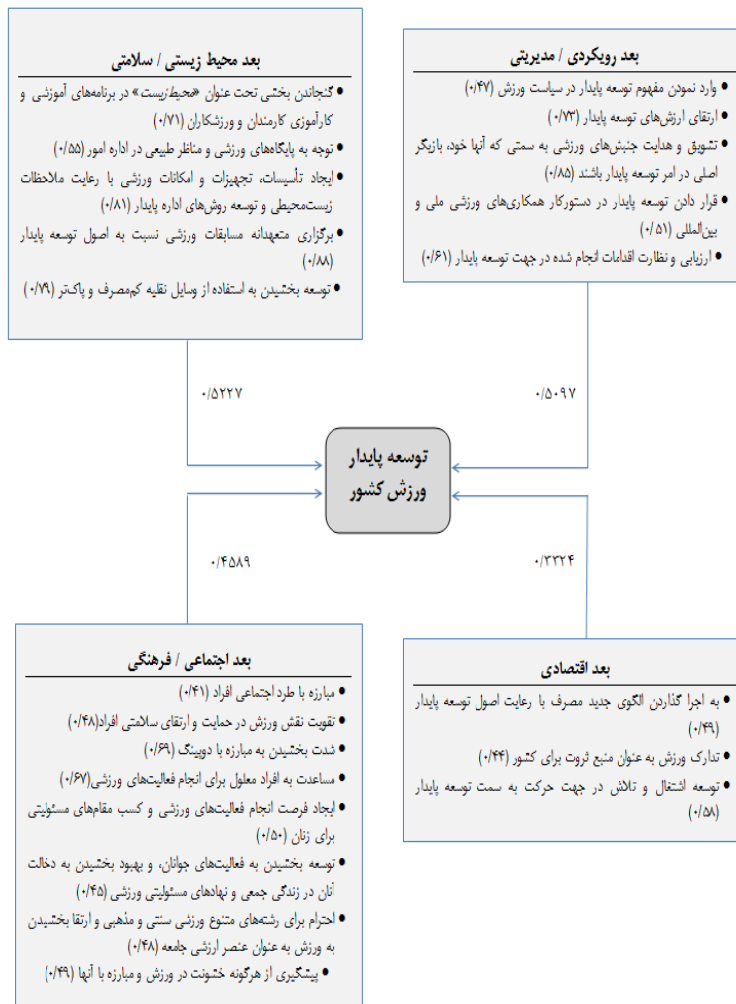 بعد رویکردی / مدیریتی
• وارد نمودن مفهوم توسعه پایدار در سیاست ورزش (۰/۴۷)
• ارتقای ارزش‌های توسعه پایدار (۰/۷۳)
• تشویق و هدایت جنبش‌های ورزشی به سمتی که آنها خود، بازیگر
اصلی در امر توسعه پایدار باشند (۰/۸۵)
• قرار دادن توسعه پایدار در دستورکار همکاری‌های ورزشی ملی و
بین‌المللی (۰/۵۱)
• ارزیابی و نظارت اقدامات انجام شده در جهت توسعه پایدار (۰/۶۱)
بعد محیط زیستی / سلامتی
• گنجاندن بخشی تحت عنوان «محیط‌زیست» در برنامه‌های آموزشی و
کارآموزی کارمندان و ورزشکاران (۰/۷۱)
• توجه به پایگاه‌های ورزشی و مناظر طبیعی در اداره امور (۰/۵۵)
• ایجاد تأسیسات، تجهیزات و امکانات ورزشی با رعایت ملاحظات
زیست‌محیطی و توسعه روش‌های اداره پایدار (۰/۸۱)
• برگزاری متعهدانه مسابقات ورزشی نسبت به اصول توسعه پایدار
(۰/۸۸)
• توسعه بخشیدن به استفاده از وسایل نقلیه کم‌مصرف و پاک‌تر (۰/۷۹)
۰/۵۰۹۷
۰/۵۲۲۷
توسعه پایدار
ورزش کشور
۰/۳۳۲۴
۰/۴۵۸۹
بعد اقتصادی
• به اجرا گذاردن الگوی جدید مصرف با رعایت اصول توسعه پایدار
(۰/۴۹)
• تدارک ورزش به عنوان منبع ثروت برای کشور (۰/۴۴)
• توسعه اشتغال و تلاش در جهت حرکت به سمت توسعه پایدار
(۰/۵۸)
بعد اجتماعی / فرهنگی
• مبارزه با طرد اجتماعی افراد (۰/۴۱)
• تقویت نقش ورزش در حمایت و ارتقای سلامتی افراد(۰/۴۸)
• شدت بخشیدن به مبارزه با دوپینگ (۰/۶۹)
• مساعدت به افراد معلول برای انجام فعالیت‌های ورزشی(۰/۶۷)
• ایجاد فرصت انجام فعالیت‌های ورزشی و کسب مقام‌های مسئولیتی
برای زنان (۰/۵۰)
• توسعه بخشیدن به فعالیت‌های جوانان، و بهبود بخشیدن به دخالت
آنان در زندگی جمعی و نهادهای مسئولیتی ورزشی (۰/۴۵)
• احترام برای رشته‌های متنوع ورزشی سنتی و مذهبی و ارتقا بخشیدن
به ورزش به عنوان عنصر ارزشی جامعه (۰/۴۸)
• پیشگیری از هرگونه خشونت در ورزش و مبارزه با آنها (۰/۴۹)